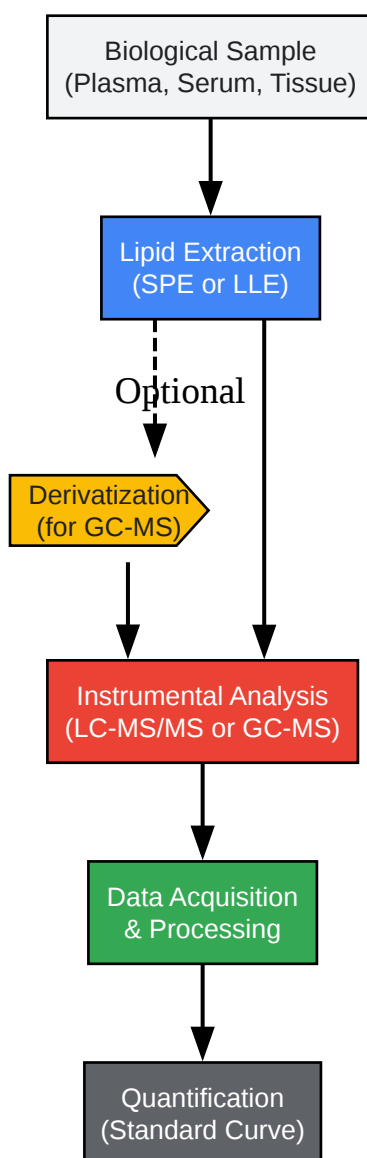 Biological Sample
(Plasma, Serum, Tissue)
Lipid Extraction
(SPE or LLE)
Optional
Derivatization
(for GC-MS)
Instrumental Analysis
(LC-MS/MS or GC-MS)
Data Acquisition
& Processing
Quantification
(Standard Curve)